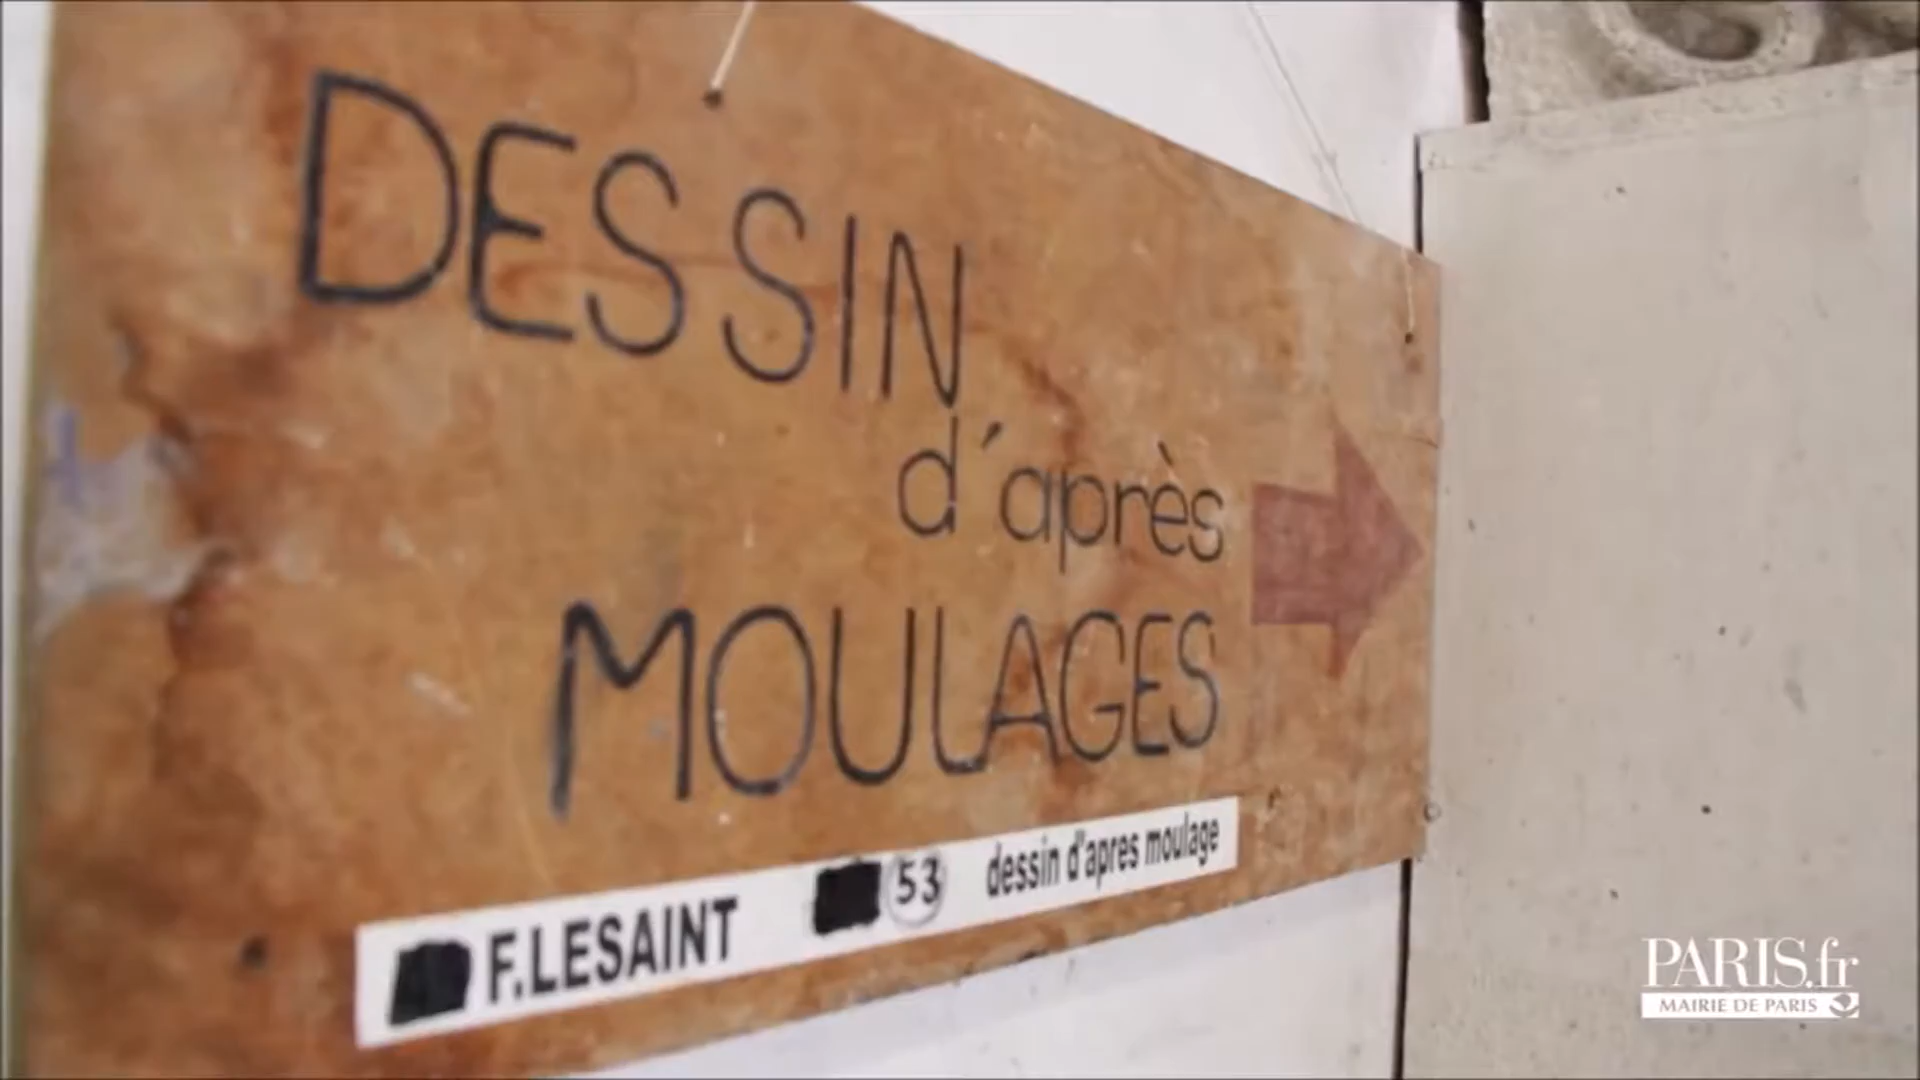 DESSIN
d'après
MOULAGES
F.LESAINT 53 dessin d'apres moulage
PARIS.fr
MAIRIE DE PARIS